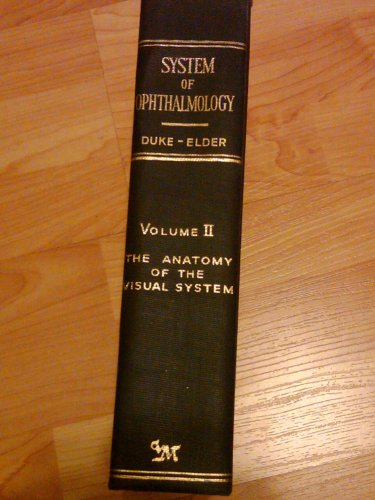 SYSTEM
OF
OPHTHALMOLOGY
DUKE-ELDER
VOLUME II
THE ANATOMY
OF THE
VISUAL SYSTEM